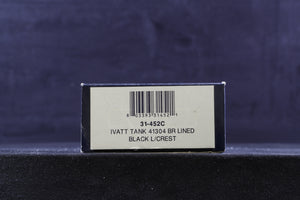 31-452C
IVATT TANK 41304 BR LINED
BLACK L/CREST